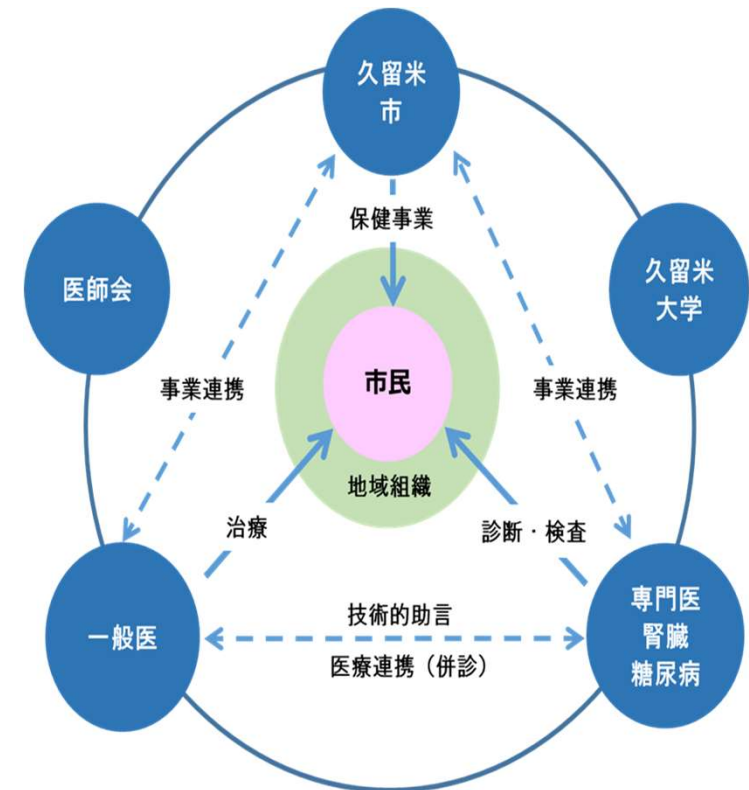 久留米
市
保健事業
医師会
久留米
大学
事業連携
市民
事業連携
地域組織
治療
診断・検査
一般医
技術的助言
医療連携（併診）
専門医
腎臓
糖尿病